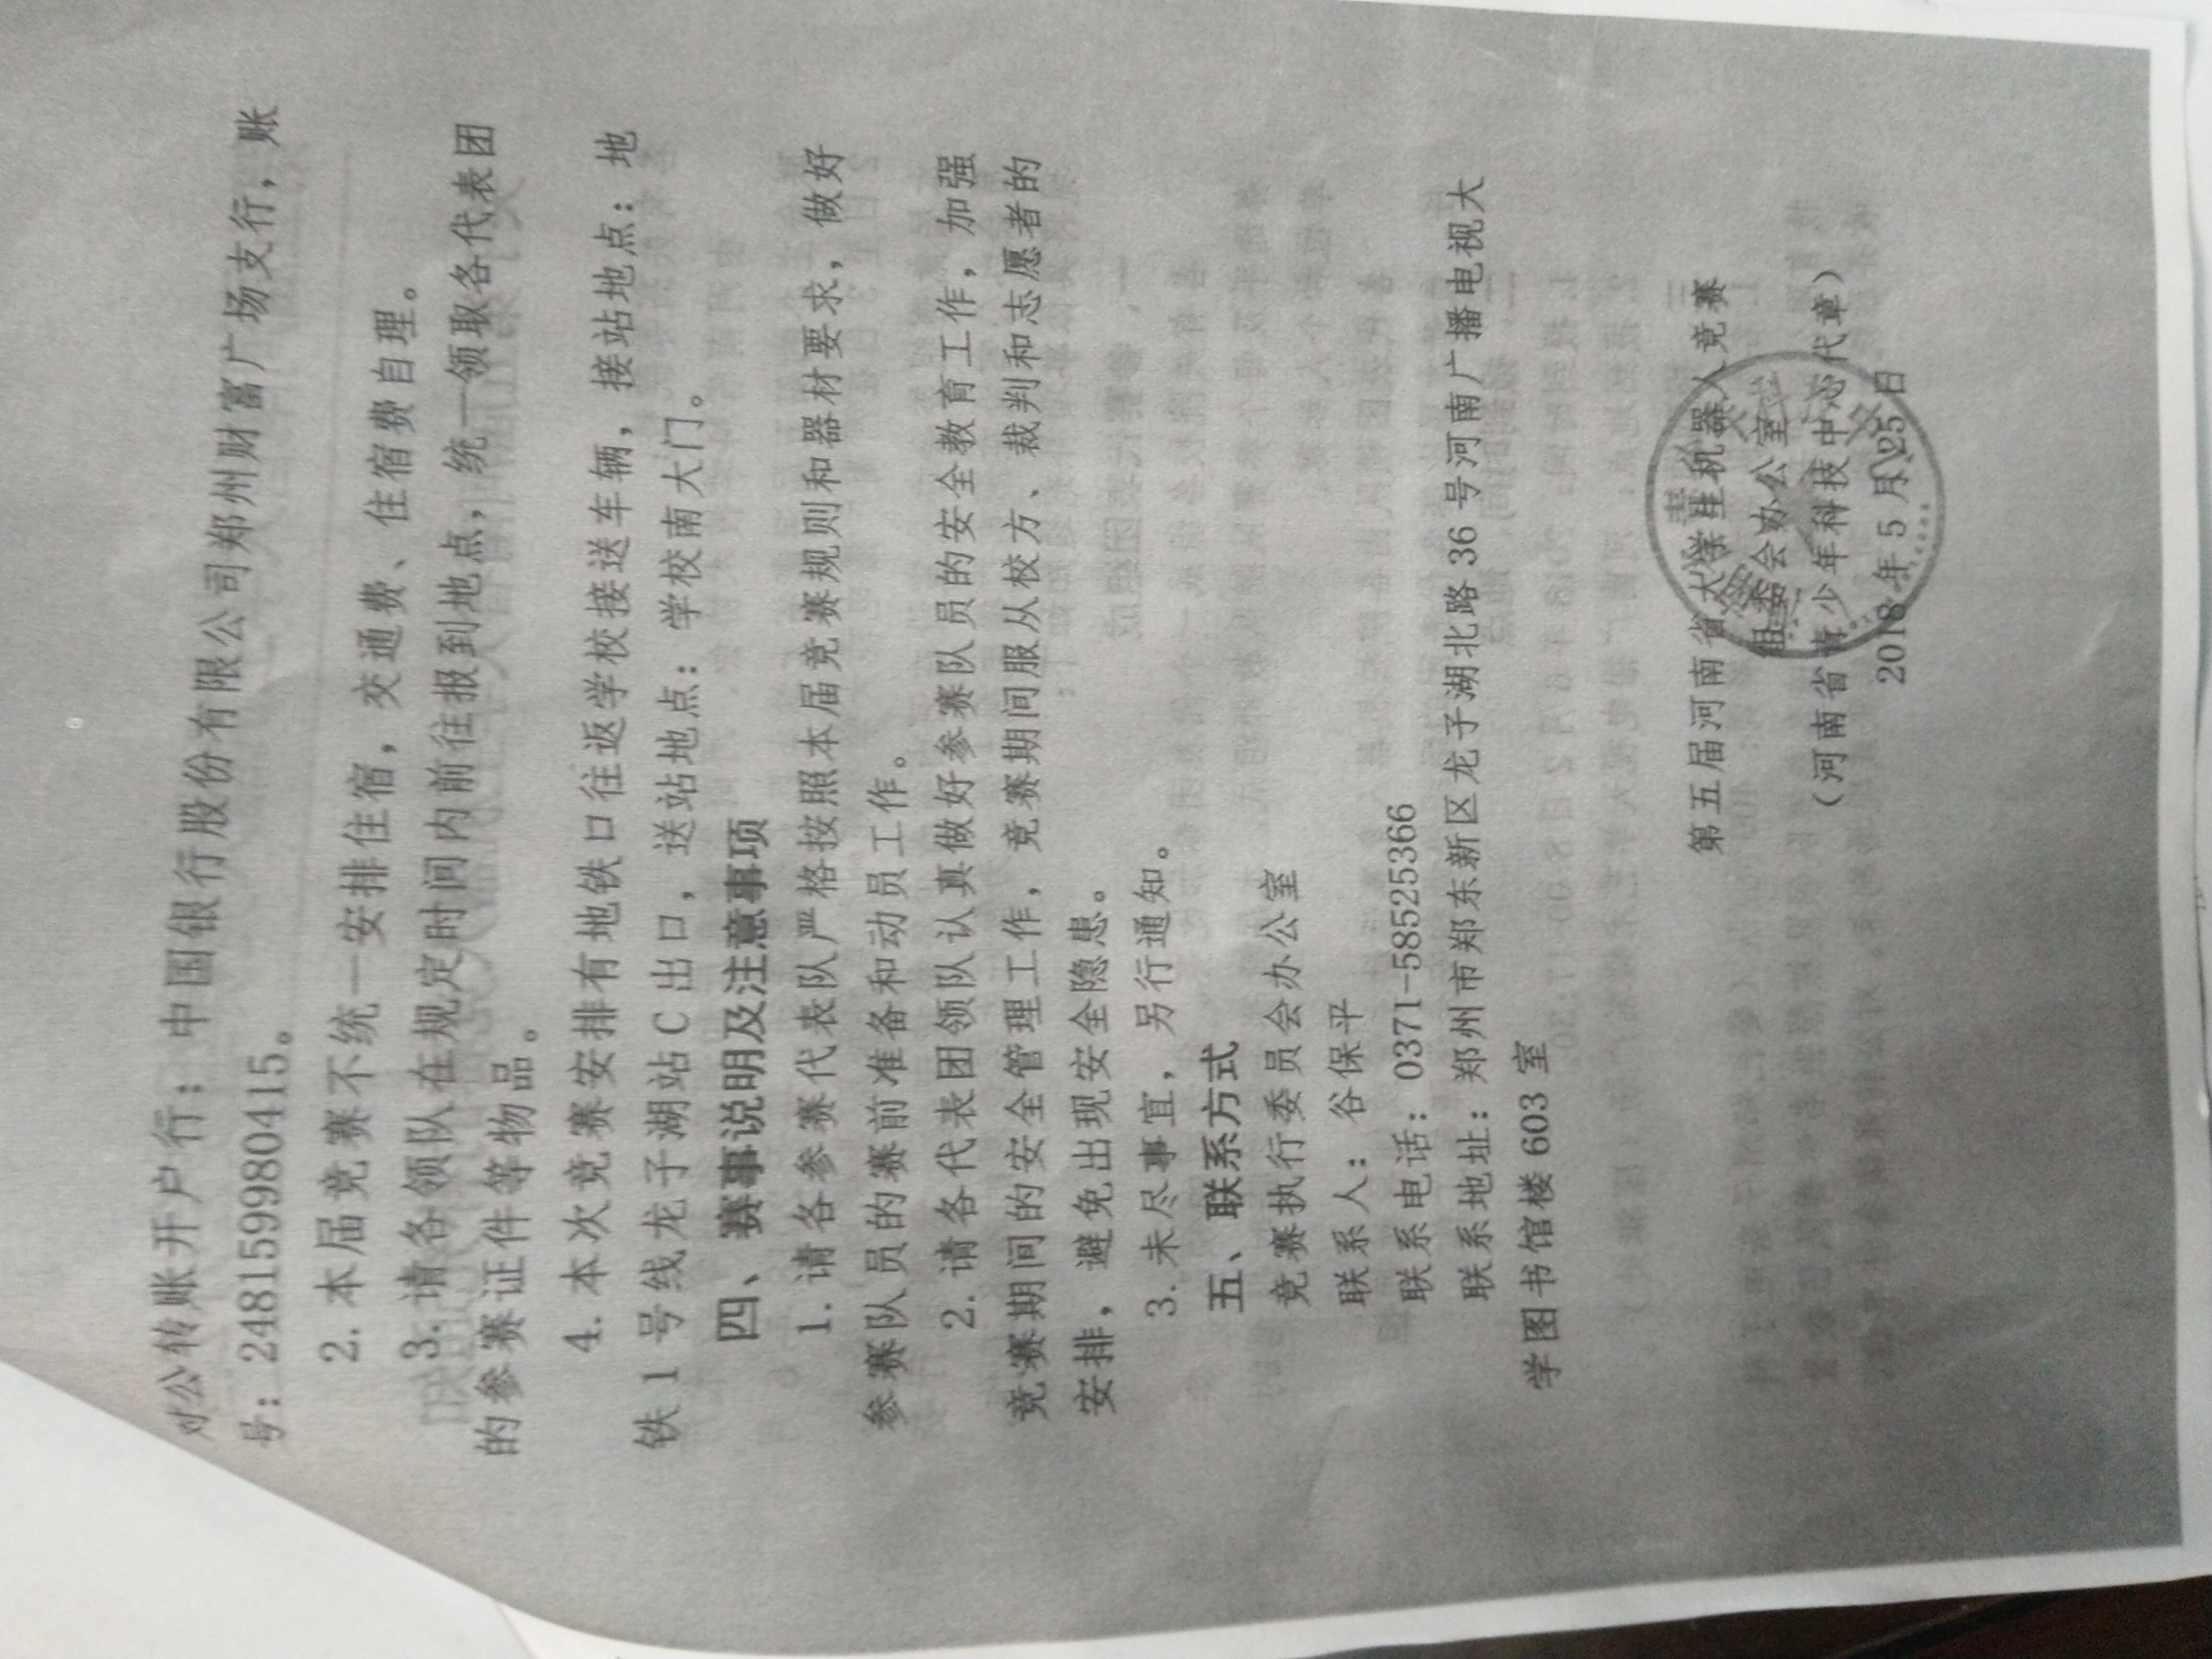 对公转账开户行：中国银行股份有限公司郑州财富广场支行，账
号：248159980415。
2. 本届竞赛不统一安排住宿，交通费、住宿费自理。
3. 请各领队在规定时间内前往报到地点，统一领取各代表团
的参赛证件等物品。
4. 本次竞赛安排有地铁口往返学校接送车辆，接站地点：地
铁 1 号线龙子湖站 C 出口，送站地点：学校南大门。
四、赛事说明及注意事项
1. 请各参赛代表队严格按照本届竞赛规则和器材要求，做好
参赛队员的赛前准备和动员工作。
2. 请各代表团领队认真做好参赛队员的安全教育工作，加强
竞赛期间的安全管理工作，竞赛期间服从校方、裁判和志愿者的
安排，避免出现安全隐患。
3. 未尽事宜，另行通知。
五、联系方式
竞赛执行委员会办公室
联系人：谷保平
联系电话：0371-58525366
联系地址：郑州市郑东新区龙子湖北路 36 号河南广播电视大
学图书馆楼 603 室
第五届河南省大学生机器人竞赛
组委会办公室
（河南省青少年科技中心代章）
2018 年 5 月 25 日